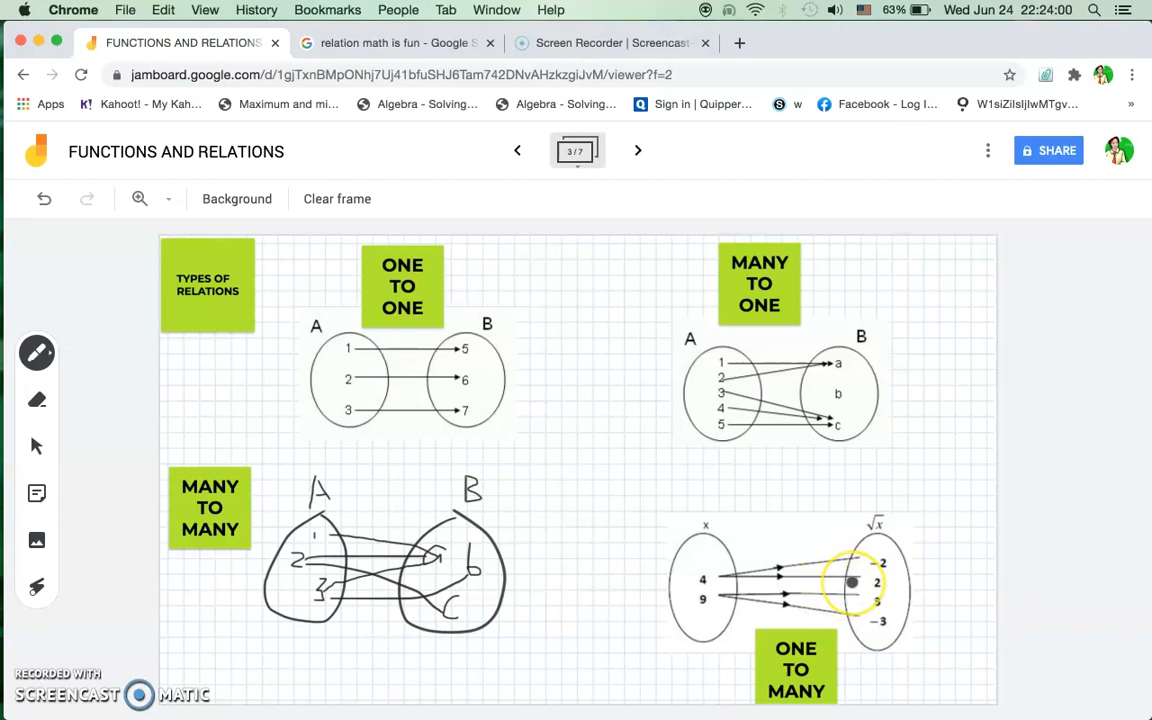 Chrome File Edit View History Bookmarks People Tab Window Help 63% Wed Jun 24 22:24:00
FUNCTIONS AND RELATIONS × relation math is fun - Google S × Screen Recorder | Screencast- × +
jamboard.google.com/d/1gjTxnBMpONhj7Uj41bfuSHJ6Tam742DNvAHzkzgiJvM/viewer?f=2
Apps Kahoot! - My Kah... Maximum and mi... Algebra - Solving... Algebra - Solving... Sign in | Quipper... w Facebook - Log I... W1siZiIsIjIwMTgv... »
FUNCTIONS AND RELATIONS 3 / 7 SHARE
Background Clear frame
TYPES OF
RELATIONS
ONE
TO
ONE
A B
1 5
2 6
3 7
MANY
TO
ONE
A B
1 a
2
3 b
4
5 c
MANY
TO
MANY
A B
1
2 b
3 c
x √x
−2
4 2
9 3
−3
ONE
TO
MANY
RECORDED WITH
SCREENCAST MATIC